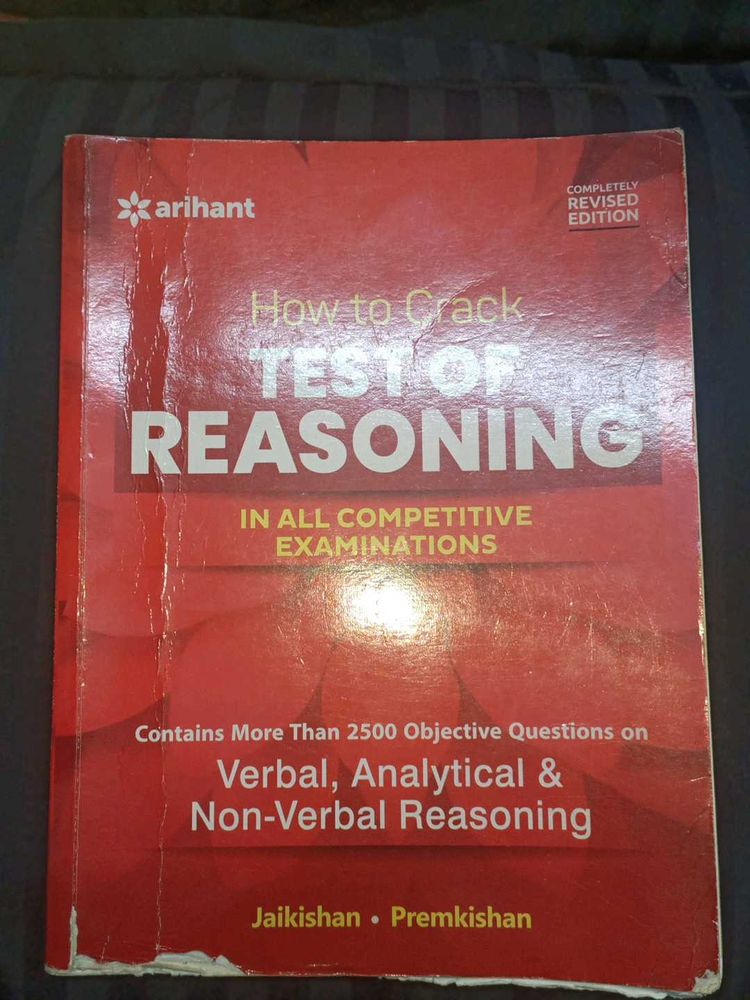 arihant
COMPLETELY
REVISED
EDITION
How to Crack
TEST OF
REASONING
IN ALL COMPETITIVE
EXAMINATIONS
Contains More Than 2500 Objective Questions on
Verbal, Analytical &
Non-Verbal Reasoning
Jaikishan • Premkishan